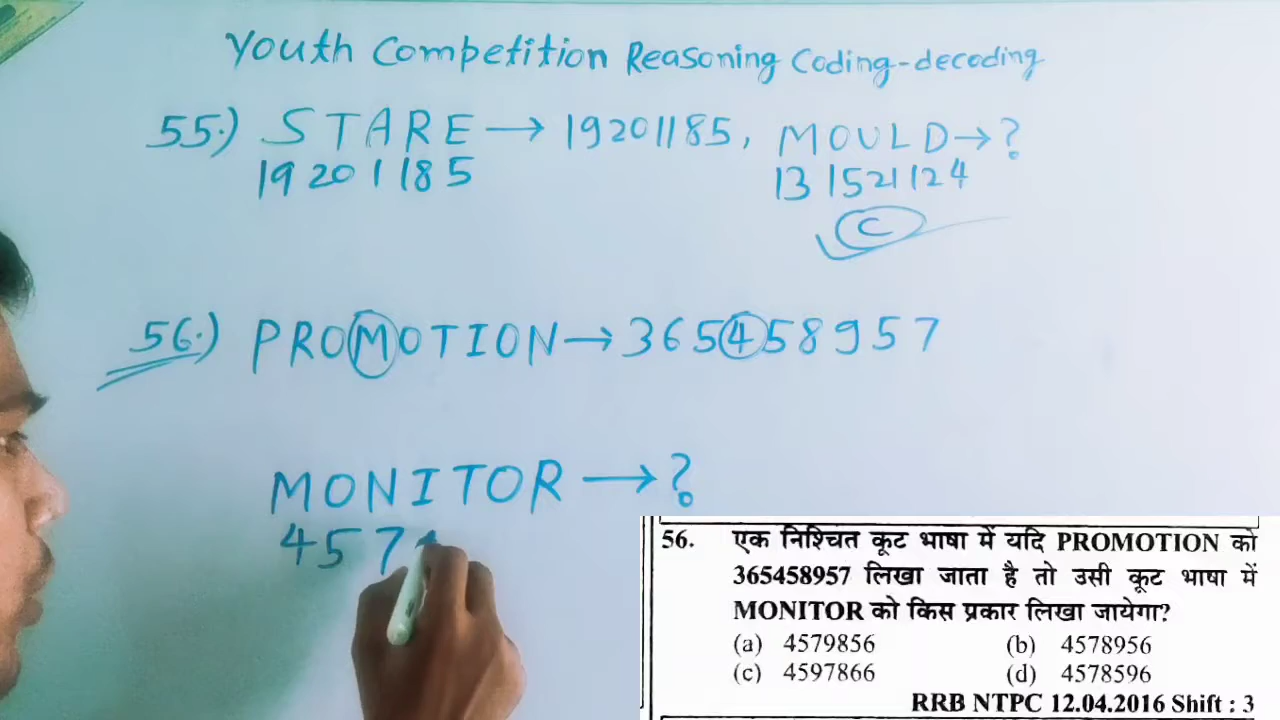 Youth Competition Reasoning Coding-decoding
55.) STARE → 19201185, MOULD → ?
19 20 1 18 5 13 15 21 12 4
C
56.) PROMOTION → 365458957
MONITOR → ?
457
56. एक निश्चित कूट भाषा में यदि PROMOTION को
365458957 लिखा जाता है तो उसी कूट भाषा में
MONITOR को किस प्रकार लिखा जायेगा?
(a) 4579856 (b) 4578956
(c) 4597866 (d) 4578596
RRB NTPC 12.04.2016 Shift : 3